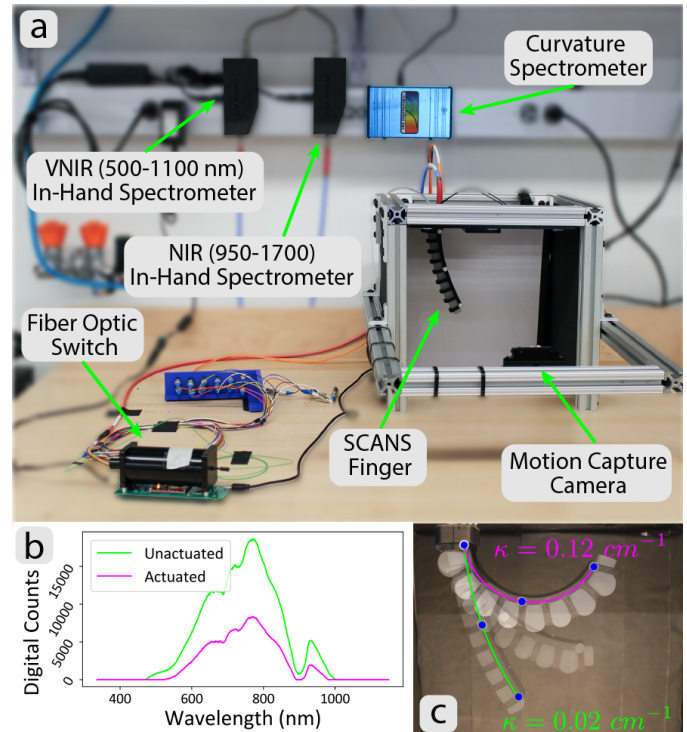 a
Curvature
Spectrometer
VNIR (500-1100 nm)
In-Hand Spectrometer
NIR (950-1700)
In-Hand Spectrometer
Fiber Optic
Switch
SCANS
Finger
Motion Capture
Camera
b
Unactuated
Actuated
Digital Counts
15000
10000
5000
0
400
600
800
1000
Wavelength (nm)
c
κ = 0.12 cm⁻¹
κ = 0.02 cm⁻¹